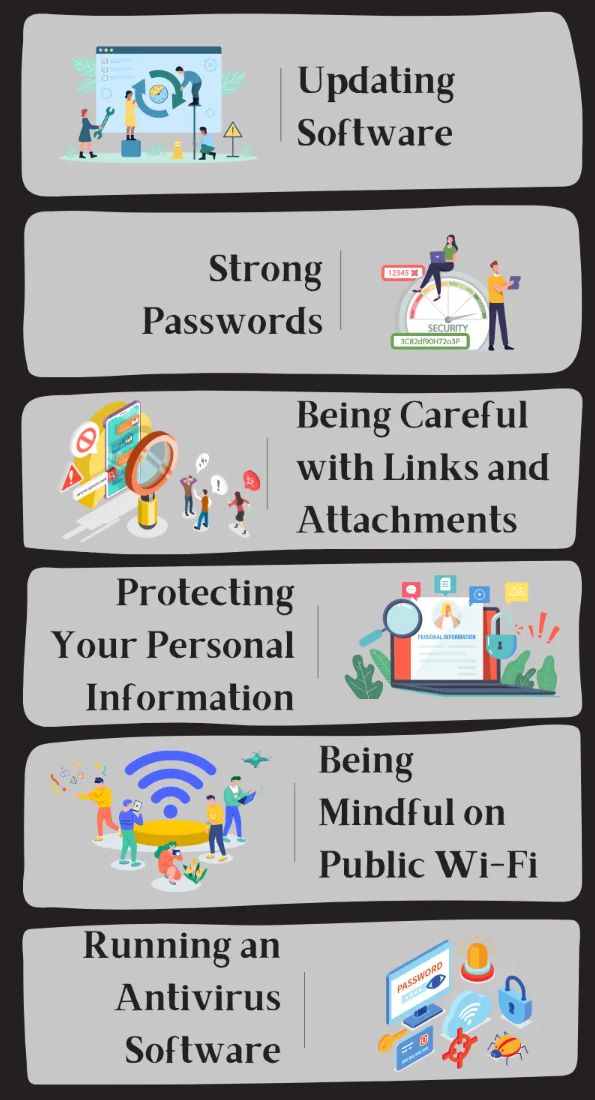 Updating
Software
Strong
Passwords
12345
SECURITY
3C82df90H72o3P
Being Careful
with Links and
Attachments
Protecting
Your Personal
Information
PERSONAL INFORMATION
Being
Mindful on
Public Wi-Fi
Running an
Antivirus
Software
PASSWORD